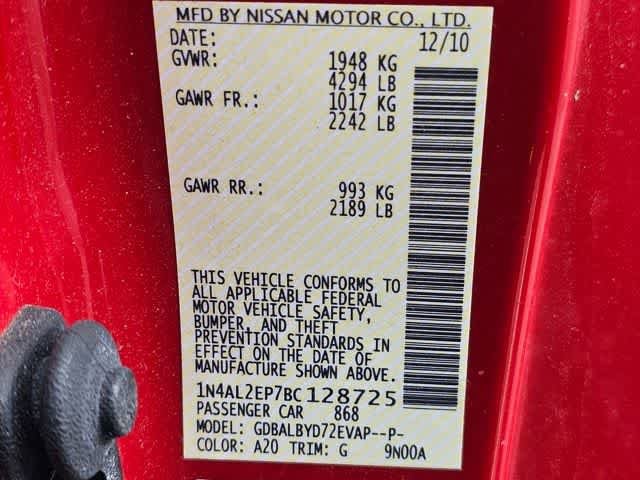 MFD BY NISSAN MOTOR CO., LTD.
DATE: 12/10
GVWR: 1948 KG
4294 LB
GAWR FR.: 1017 KG
2242 LB
GAWR RR.: 993 KG
2189 LB
THIS VEHICLE CONFORMS TO
ALL APPLICABLE FEDERAL
MOTOR VEHICLE SAFETY,
BUMPER, AND THEFT
PREVENTION STANDARDS IN
EFFECT ON THE DATE OF
MANUFACTURE SHOWN ABOVE.
1N4AL2EP7BC128725
PASSENGER CAR 868
MODEL: GDBALBYD72EVAP--P-
COLOR: A20 TRIM: G 9N00A